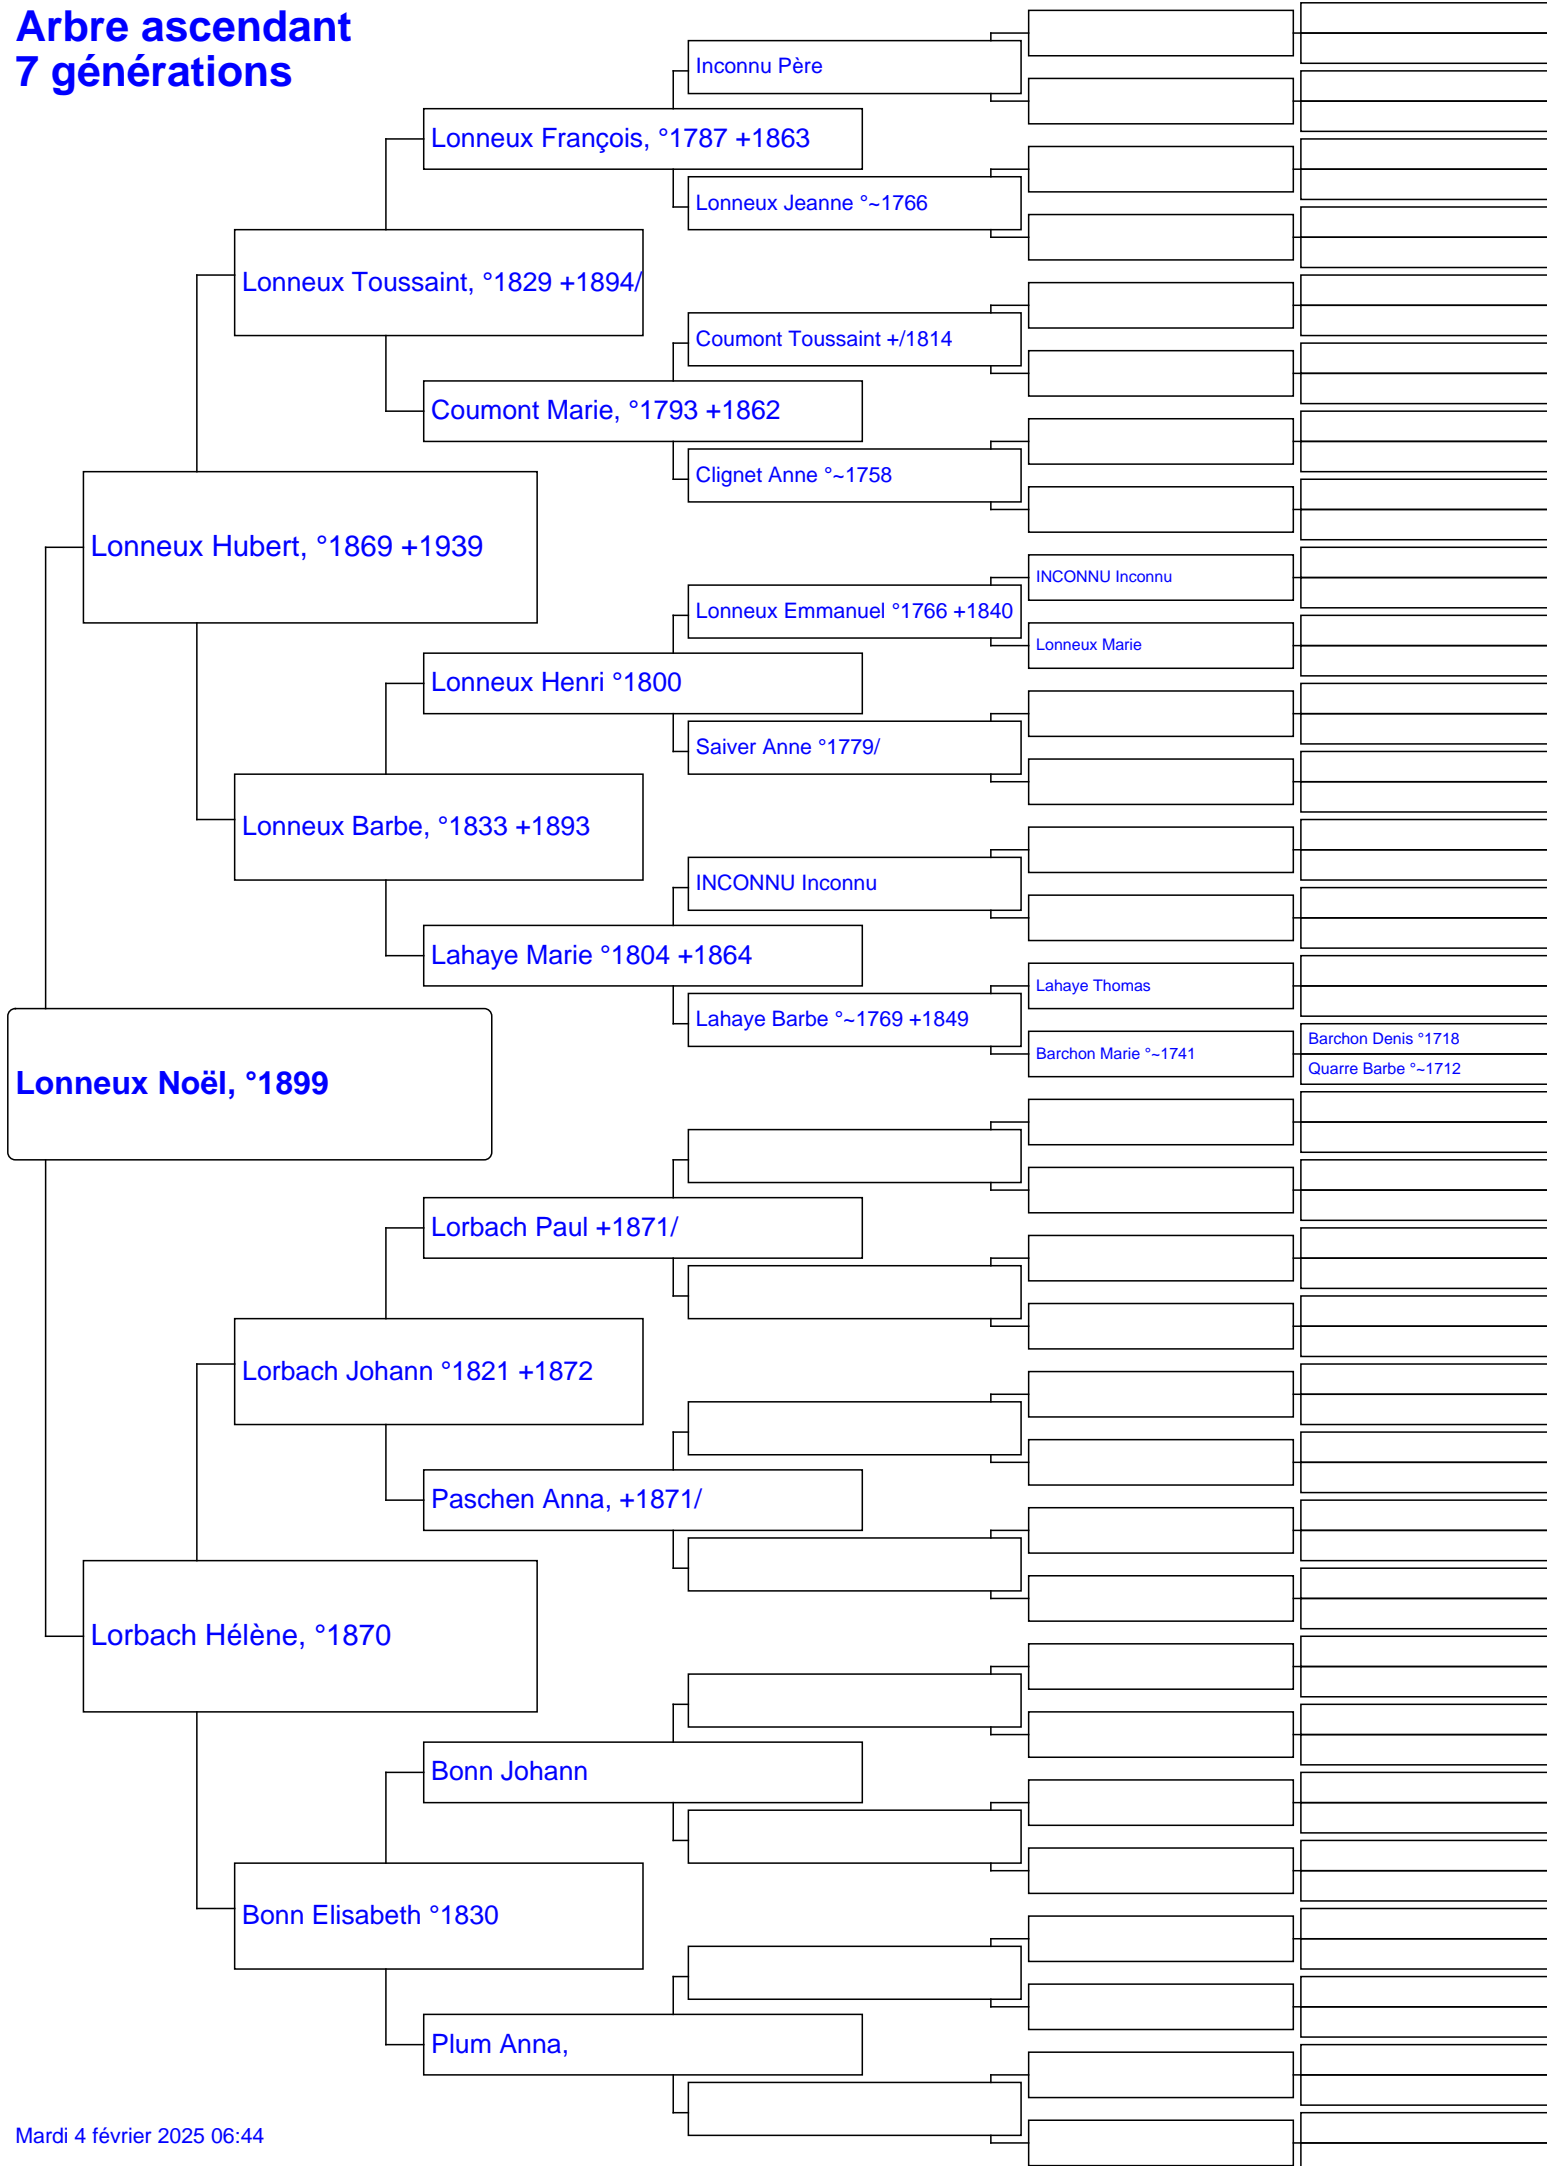 Arbre ascendant
7 générations
Inconnu Père
Lonneux François, °1787 +1863
Lonneux Jeanne °~1766
Lonneux Toussaint, °1829 +1894/
Coumont Toussaint +/1814
Coumont Marie, °1793 +1862
Clignet Anne °~1758
Lonneux Hubert, °1869 +1939
INCONNU Inconnu
Lonneux Emmanuel °1766 +1840
Lonneux Marie
Lonneux Henri °1800
Saiver Anne °1779/
Lonneux Barbe, °1833 +1893
INCONNU Inconnu
Lahaye Marie °1804 +1864
Lahaye Thomas
Lahaye Barbe °~1769 +1849
Barchon Denis °1718
Barchon Marie °~1741
Quarre Barbe °~1712
Lonneux Noël, °1899
Lorbach Paul +1871/
Lorbach Johann °1821 +1872
Paschen Anna, +1871/
Lorbach Hélène, °1870
Bonn Johann
Bonn Elisabeth °1830
Plum Anna,
Mardi 4 février 2025 06:44